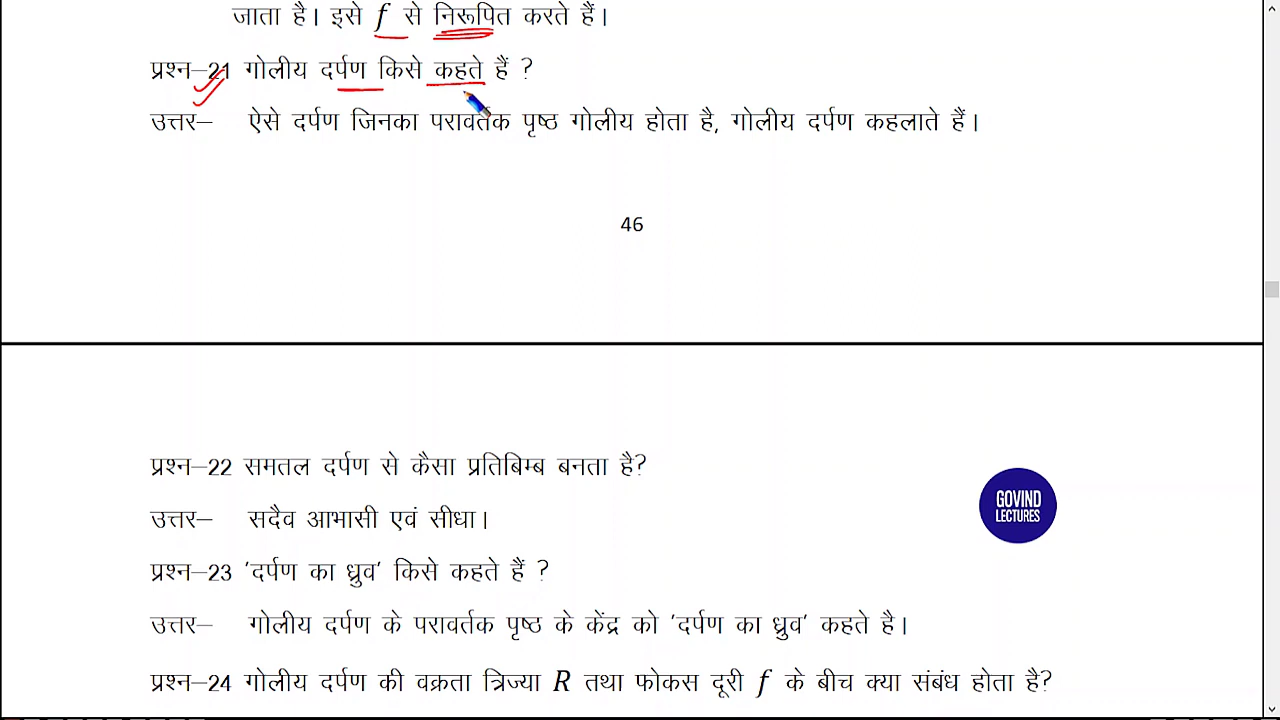 जाता है। इसे f से निरूपित करते हैं।
प्रश्न–21 गोलीय दर्पण किसे कहते हैं ?
उत्तर– ऐसे दर्पण जिनका परावर्तक पृष्ठ गोलीय होता है, गोलीय दर्पण कहलाते हैं।
46
प्रश्न–22 समतल दर्पण से कैसा प्रतिबिम्ब बनता है?
GOVIND
LECTURES
उत्तर– सदैव आभासी एवं सीधा।
प्रश्न–23 'दर्पण का ध्रुव' किसे कहते हैं ?
उत्तर– गोलीय दर्पण के परावर्तक पृष्ठ के केंद्र को 'दर्पण का ध्रुव' कहते है।
प्रश्न–24 गोलीय दर्पण की वक्रता त्रिज्या R तथा फोकस दूरी f के बीच क्या संबंध होता है?